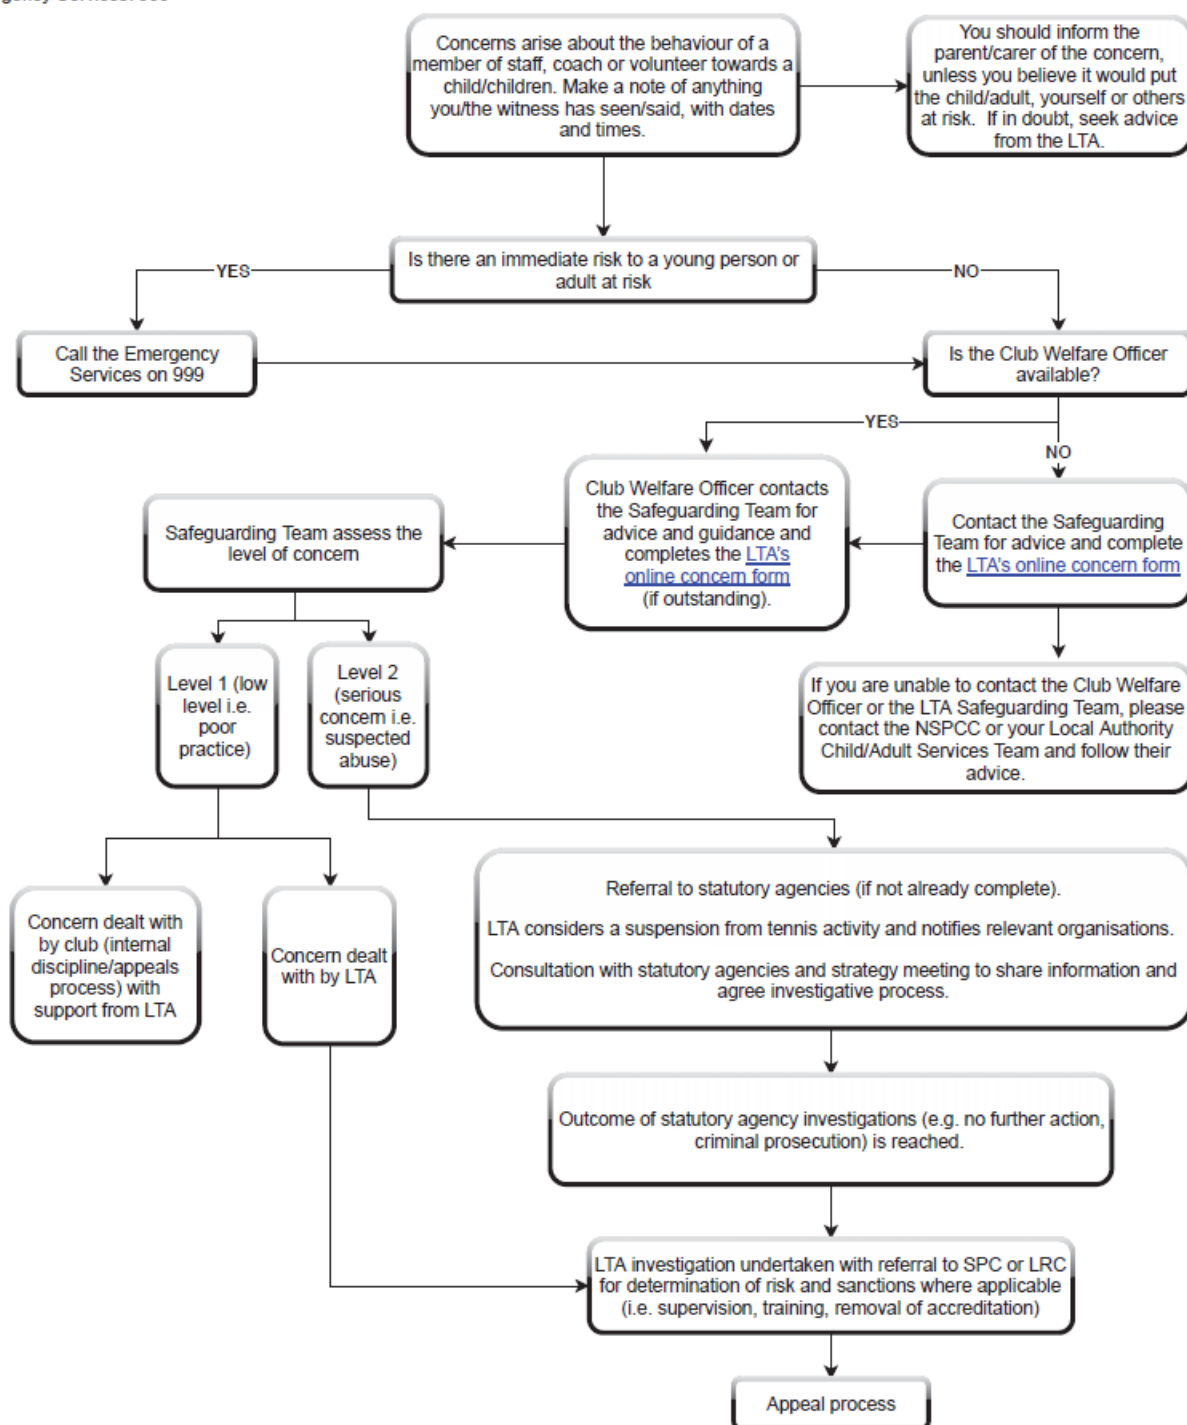 Concerns arise about the behaviour of a
member of staff, coach or volunteer towards a
child/children. Make a note of anything
you/the witness has seen/said, with dates
and times.
You should inform the
parent/carer of the concern,
unless you believe it would put
the child/adult, yourself or others
at risk. If in doubt, seek advice
from the LTA.
Is there an immediate risk to a young person or
adult at risk
YES
NO
Call the Emergency
Services on 999
Is the Club Welfare Officer
available?
YES
NO
Club Welfare Officer contacts
the Safeguarding Team for
advice and guidance and
completes the LTA's
online concern form
(if outstanding).
Contact the Safeguarding
Team for advice and complete
the LTA's online concern form
Safeguarding Team assess the
level of concern
Level 1 (low
level i.e.
poor
practice)
Level 2
(serious
concern i.e.
suspected
abuse)
If you are unable to contact the Club Welfare
Officer or the LTA Safeguarding Team, please
contact the NSPCC or your Local Authority
Child/Adult Services Team and follow their
advice.
Concern dealt with
by club (internal
discipline/appeals
process) with
support from LTA
Concern dealt
with by LTA
Referral to statutory agencies (if not already complete).
LTA considers a suspension from tennis activity and notifies relevant organisations.
Consultation with statutory agencies and strategy meeting to share information and
agree investigative process.
Outcome of statutory agency investigations (e.g. no further action,
criminal prosecution) is reached.
LTA investigation undertaken with referral to SPC or LRC
for determination of risk and sanctions where applicable
(i.e. supervision, training, removal of accreditation)
Appeal process